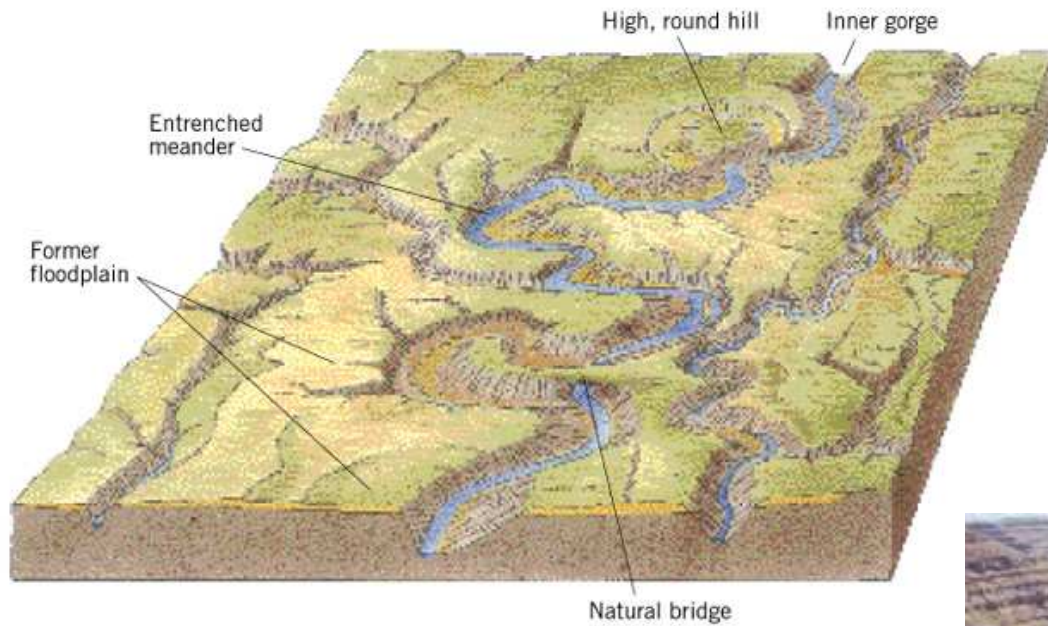 High, round hill
Inner gorge
Entrenched
meander
Former
floodplain
Natural bridge